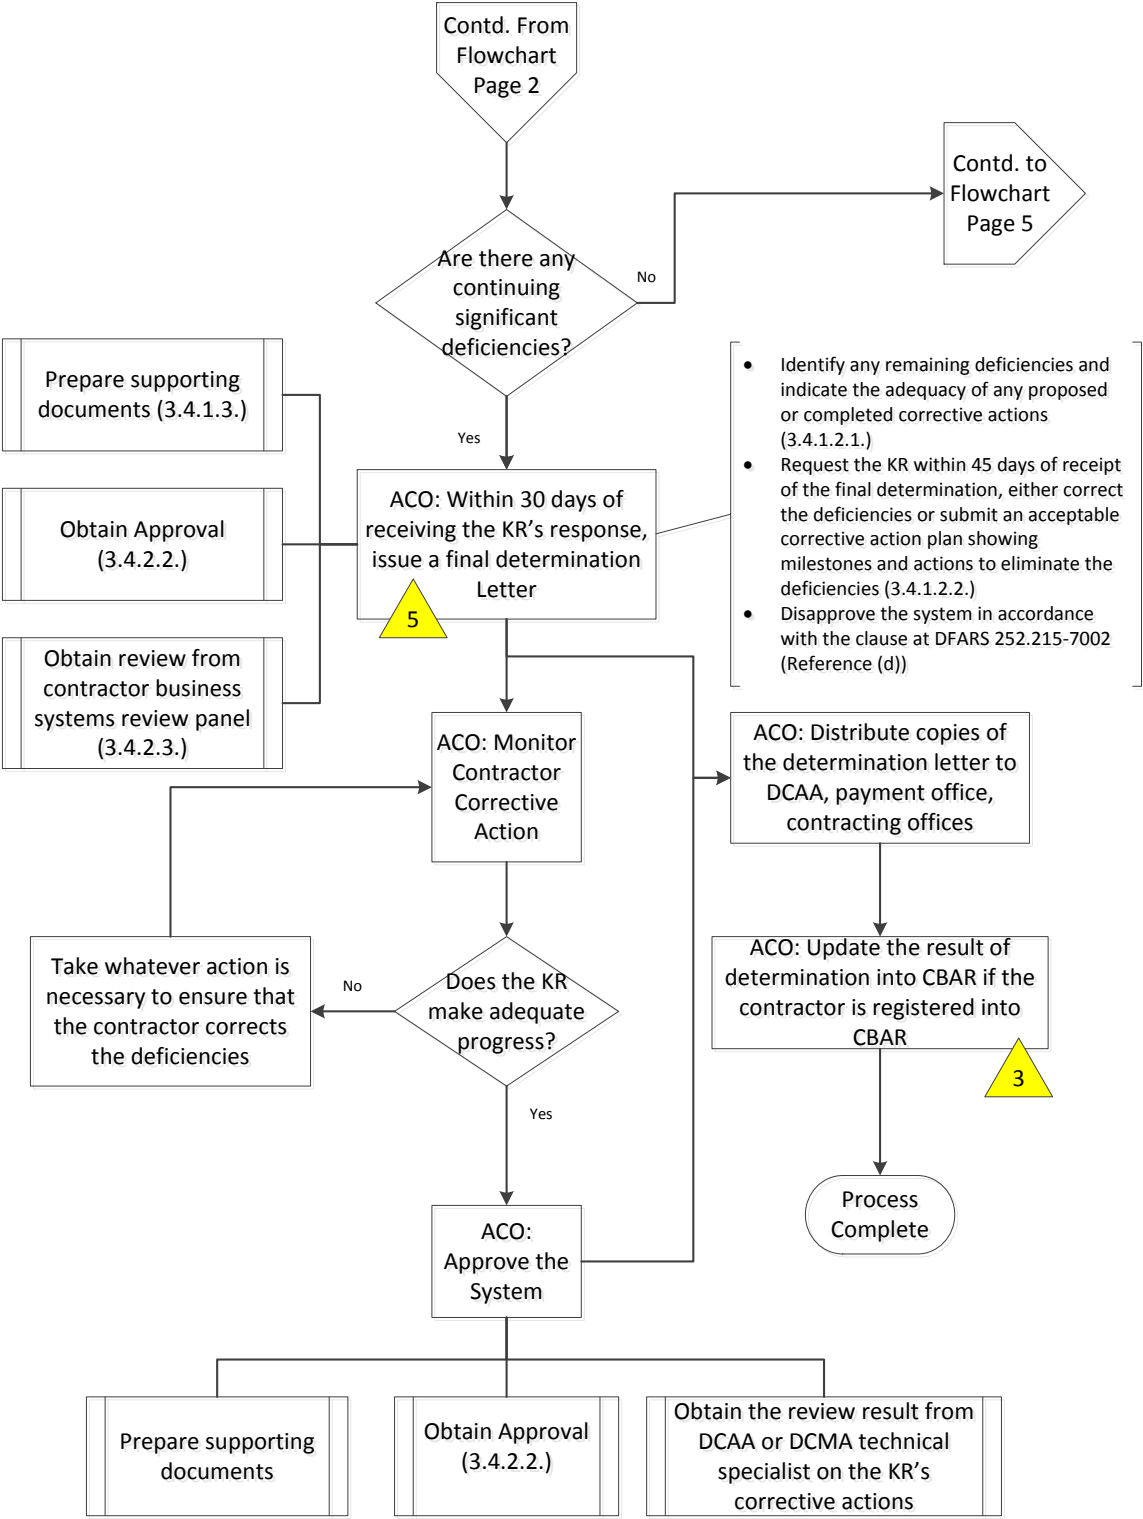 Contd. From
Flowchart
Page 2
Contd. to
Flowchart
Page 5
Are there any
continuing
significant
deficiencies?
No
Yes
Prepare supporting
documents (3.4.1.3.)
Obtain Approval
(3.4.2.2.)
Obtain review from
contractor business
systems review panel
(3.4.2.3.)
ACO: Within 30 days of
receiving the KR's response,
issue a final determination
Letter
5
• Identify any remaining deficiencies and
indicate the adequacy of any proposed
or completed corrective actions
(3.4.1.2.1.)
• Request the KR within 45 days of receipt
of the final determination, either correct
the deficiencies or submit an acceptable
corrective action plan showing
milestones and actions to eliminate the
deficiencies (3.4.1.2.2.)
• Disapprove the system in accordance
with the clause at DFARS 252.215-7002
(Reference (d))
ACO: Monitor
Contractor
Corrective
Action
ACO: Distribute copies of
the determination letter to
DCAA, payment office,
contracting offices
Take whatever action is
necessary to ensure that
the contractor corrects
the deficiencies
No
Does the KR
make adequate
progress?
Yes
ACO: Update the result of
determination into CBAR if the
contractor is registered into
CBAR
3
Process
Complete
ACO:
Approve the
System
Prepare supporting
documents
Obtain Approval
(3.4.2.2.)
Obtain the review result from
DCAA or DCMA technical
specialist on the KR's
corrective actions